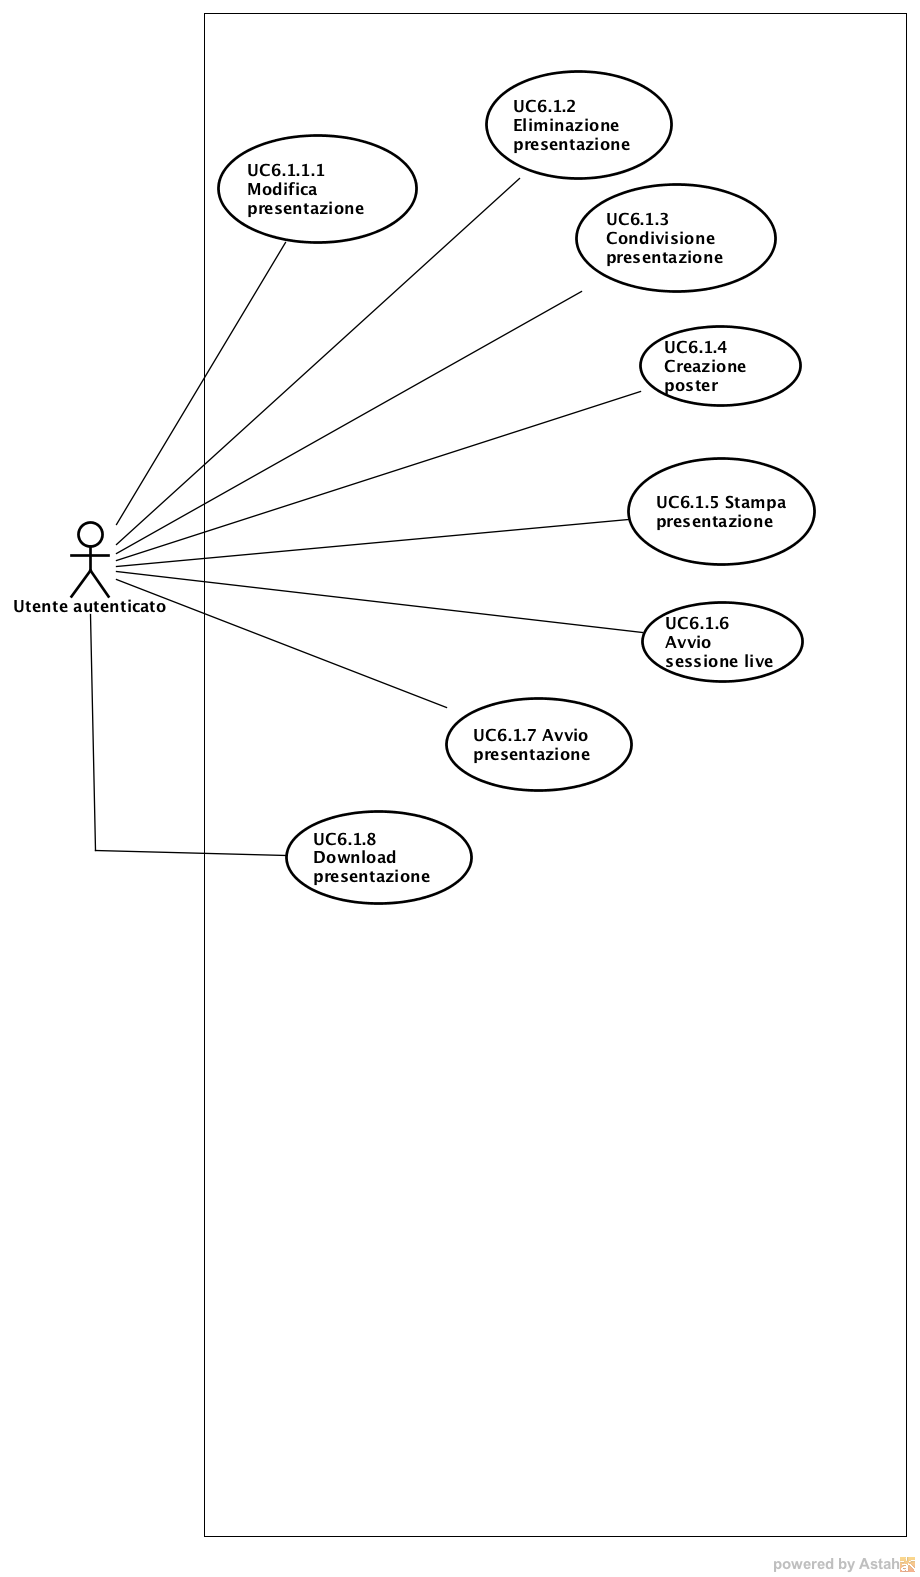 UC6.1.2
Eliminazione
presentazione
UC6.1.1.1
Modifica
presentazione
UC6.1.3
Condivisione
presentazione
UC6.1.4
Creazione
poster
UC6.1.5 Stampa
presentazione
Utente autenticato
UC6.1.6
Avvio
sessione live
UC6.1.7 Avvio
presentazione
UC6.1.8
Download
presentazione
powered by Astah